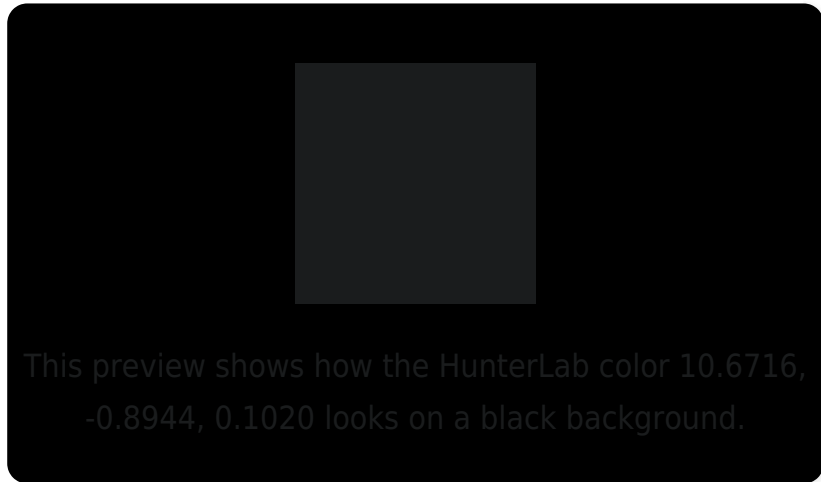 This preview shows how the HunterLab color 10.6716,
-0.8944, 0.1020 looks on a black background.